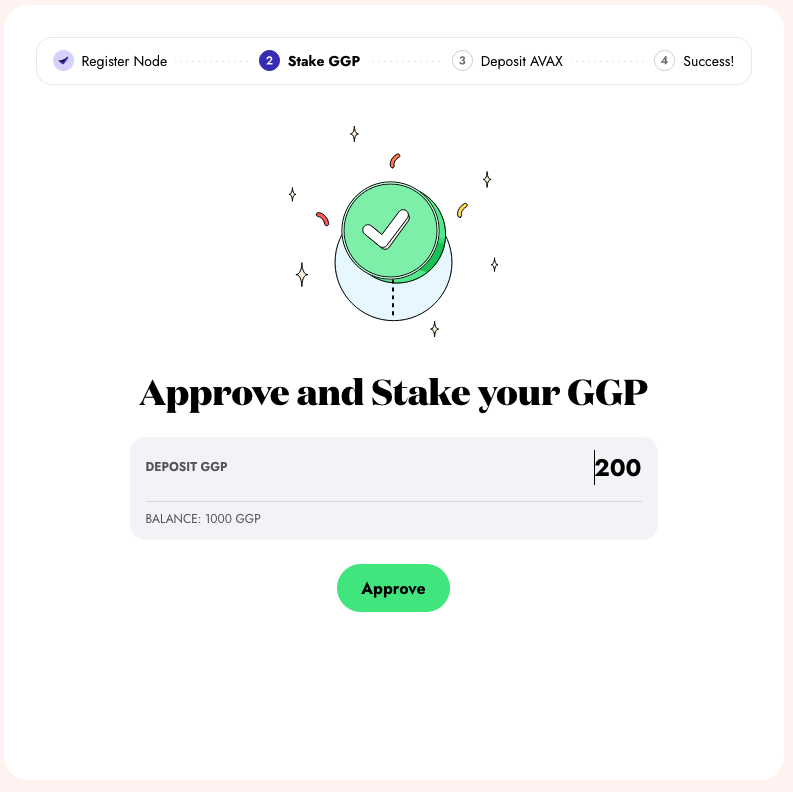 Register Node 2 Stake GGP 3 Deposit AVAX 4 Success!
Approve and Stake your GGP
DEPOSIT GGP 200
BALANCE: 1000 GGP
Approve